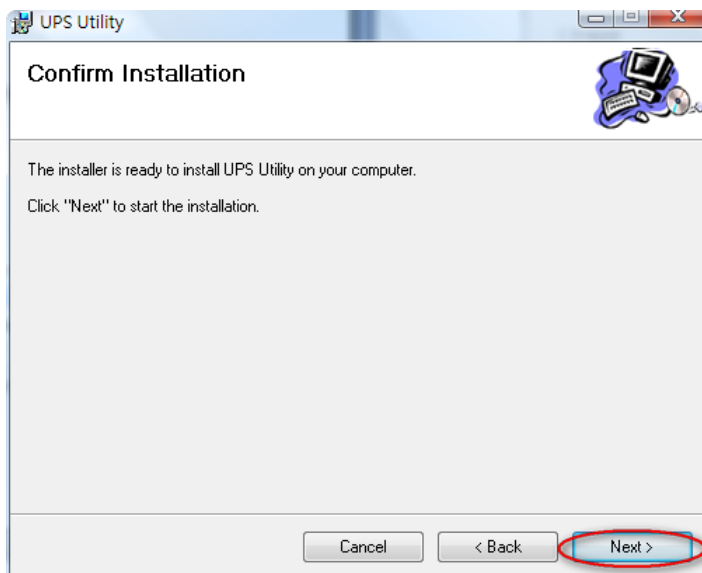 UPS Utility
Confirm Installation
The installer is ready to install UPS Utility on your computer.
Click "Next" to start the installation.
Cancel
< Back
Next >